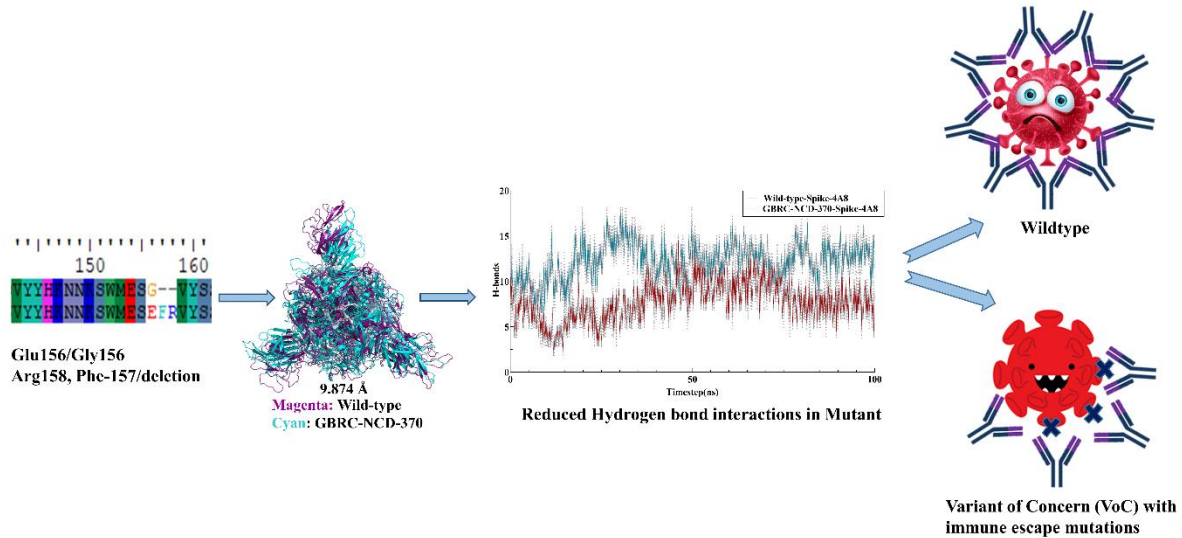 150 160
VYYHKNNKSWMESG--VYS
VYYHKNNKSWMESEFRVYS
Glu156/Gly156
Arg158, Phe-157/deletion
9.874 Å
Magenta: Wild-type
Cyan: GBRC-NCD-370
20
15
10
5
0
H-bonds
Wild-type-Spike-4A8
GBRC-NCD-370-Spike-4A8
0 50 100
Timestep(ns)
Reduced Hydrogen bond interactions in Mutant
Wildtype
Variant of Concern (VoC) with
immune escape mutations